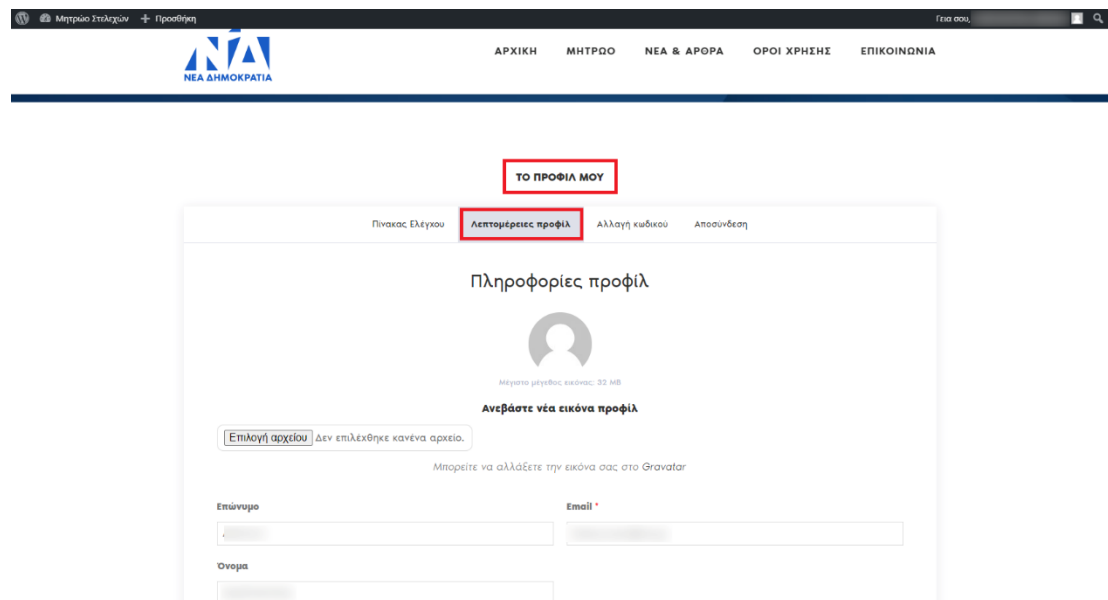 Μητρώο Στελεχών + Προσθήκη Γεια σου,
ΝΔ
ΝΕΑ ΔΗΜΟΚΡΑΤΙΑ
ΑΡΧΙΚΗ ΜΗΤΡΩΟ ΝΕΑ & ΑΡΘΡΑ ΟΡΟΙ ΧΡΗΣΗΣ ΕΠΙΚΟΙΝΩΝΙΑ
ΤΟ ΠΡΟΦΙΛ ΜΟΥ
Πίνακας Ελέγχου Λεπτομέρειες προφίλ Αλλαγή κωδικού Αποσύνδεση
Πληροφορίες προφίλ
Μέγιστο μέγεθος εικόνας: 32 MB
Ανεβάστε νέα εικόνα προφίλ
Επιλογή αρχείου Δεν επιλέχθηκε κανένα αρχείο.
Μπορείτε να αλλάξετε την εικόνα σας στο Gravatar
Επώνυμο Email *
Όνομα